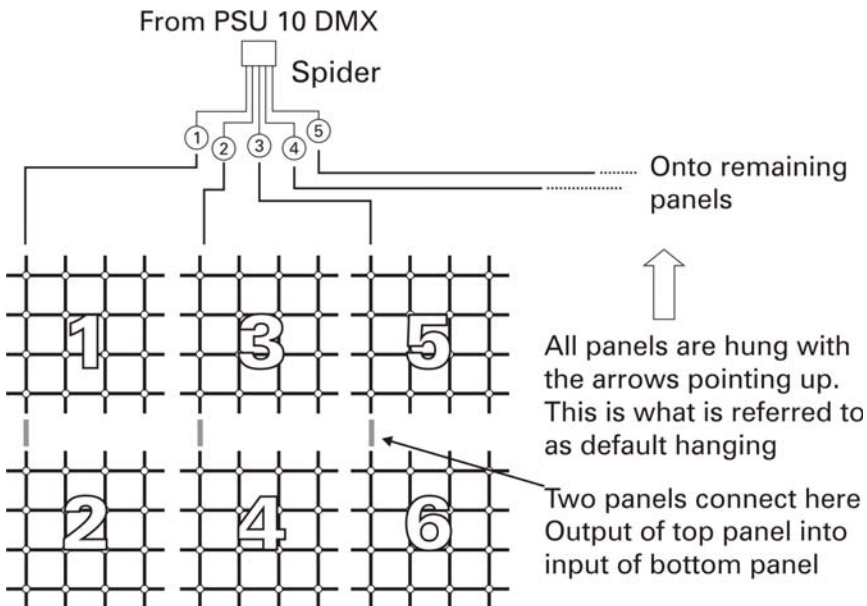 From PSU 10 DMX
Spider
1
2
3
4
5
Onto remaining
panels
1
3
5
All panels are hung with
the arrows pointing up.
This is what is referred to
as default hanging
2
4
6
Two panels connect here
Output of top panel into
input of bottom panel